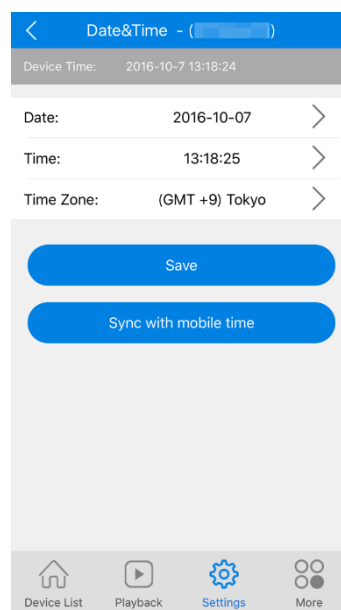 Date&Time - ( )
Device Time: 2016-10-7 13:18:24
Date: 2016-10-07
Time: 13:18:25
Time Zone: (GMT +9) Tokyo
Save
Sync with mobile time
Device List Playback Settings More